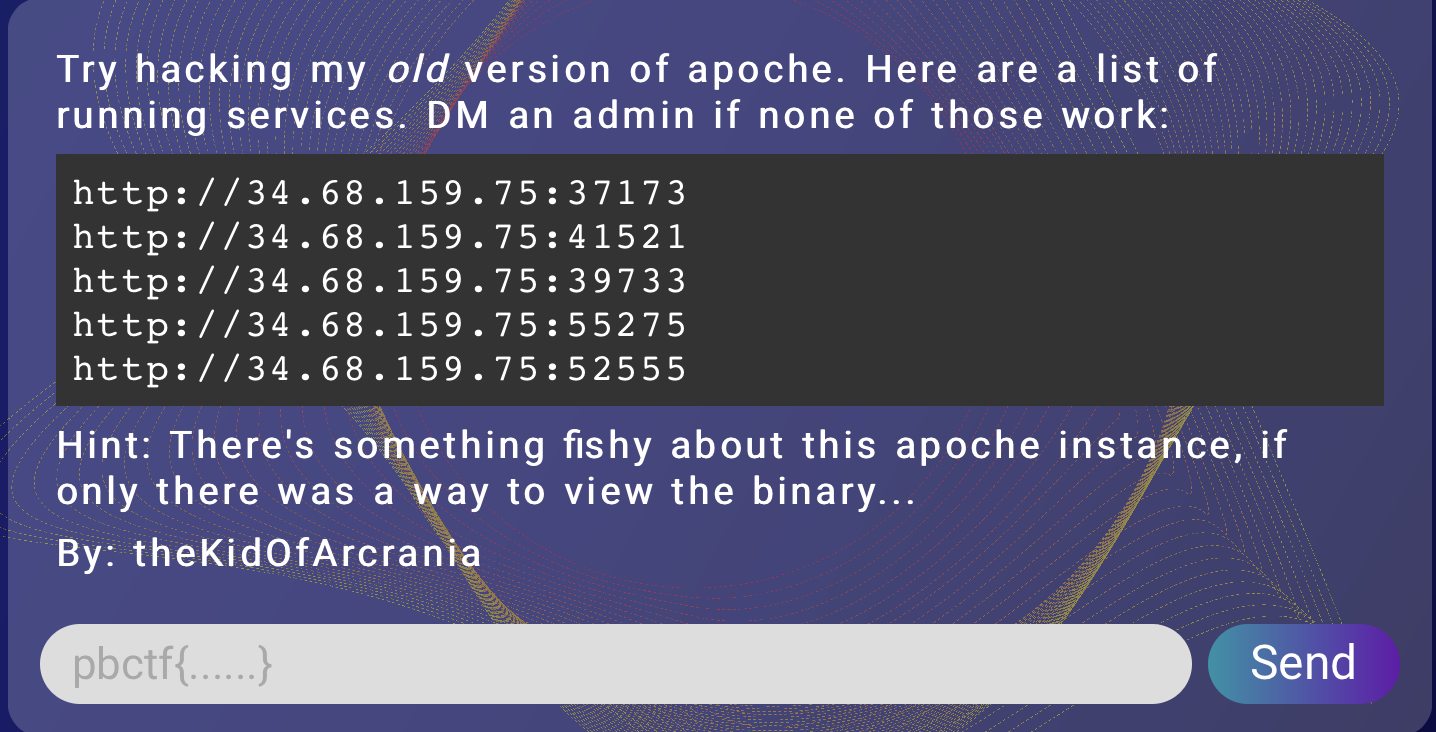 Try hacking my old version of apoche. Here are a list of
running services. DM an admin if none of those work:
http://34.68.159.75:37173
http://34.68.159.75:41521
http://34.68.159.75:39733
http://34.68.159.75:55275
http://34.68.159.75:52555
Hint: There's something fishy about this apoche instance, if
only there was a way to view the binary...
By: theKidOfArcrania
pbctf{......}
Send